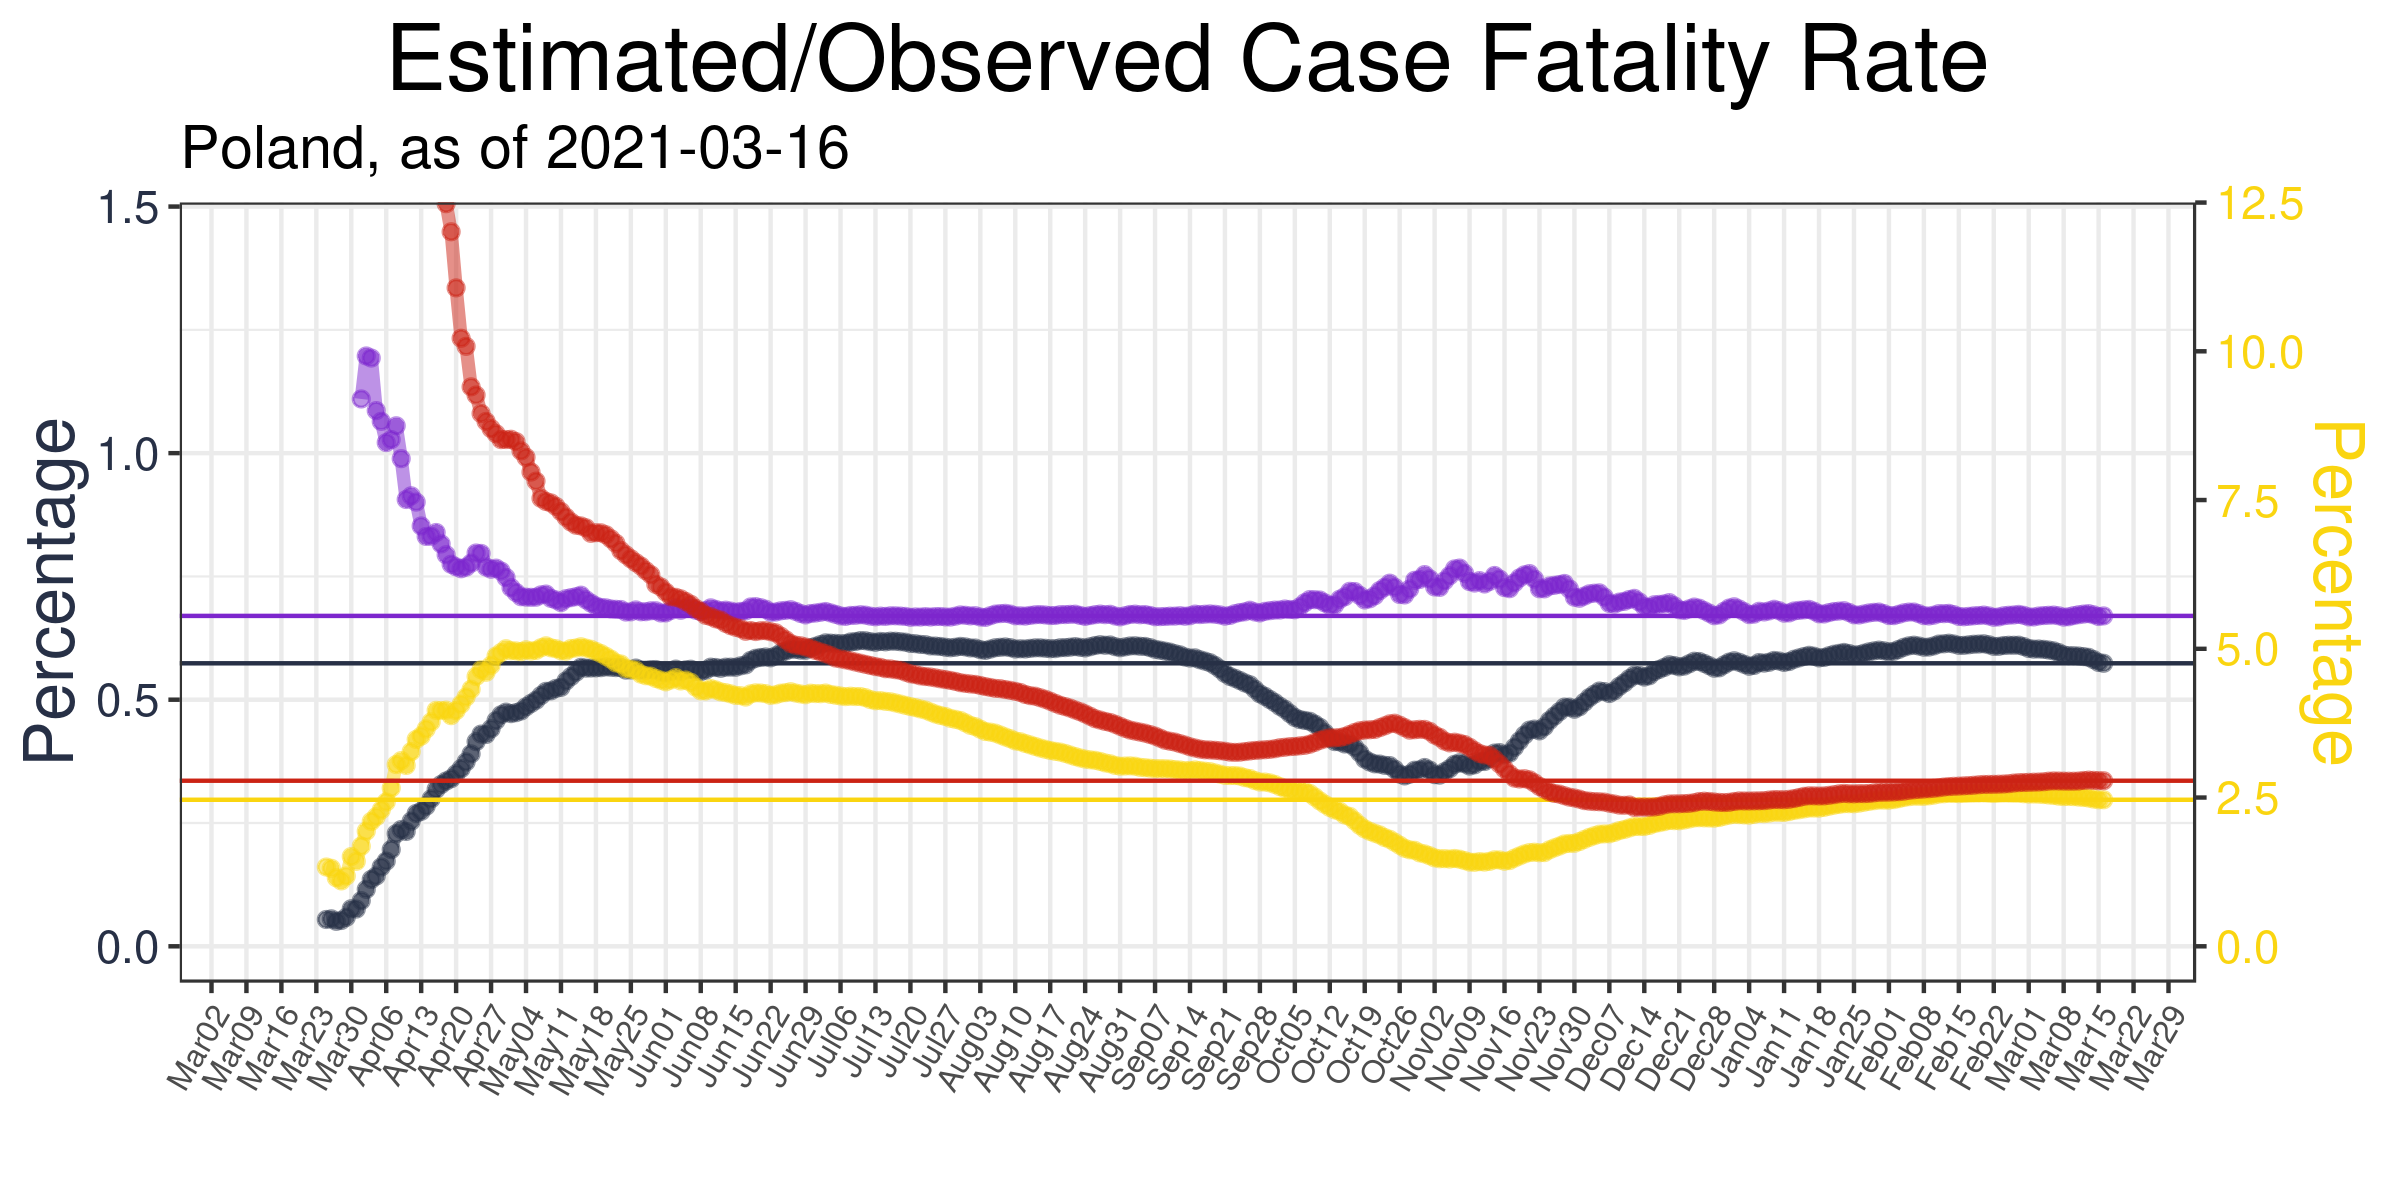 Estimated/Observed Case Fatality Rate
Poland, as of 2021-03-16
Percentage
1.5
1.0
0.5
0.0
12.5
10.0
7.5
5.0
2.5
0.0
Percentage
Mar02 Mar09 Mar16 Mar23 Mar30 Apr06 Apr13 Apr20 Apr27 May04 May11 May18 May25 Jun01 Jun08 Jun15 Jun22 Jun29 Jul06 Jul13 Jul20 Jul27 Aug03 Aug10 Aug17 Aug24 Aug31 Sep07 Sep14 Sep21 Sep28 Oct05 Oct12 Oct19 Oct26 Nov02 Nov09 Nov16 Nov23 Nov30 Dec07 Dec14 Dec21 Dec28 Jan04 Jan11 Jan18 Jan25 Feb01 Feb08 Feb15 Feb22 Mar01 Mar08 Mar15 Mar22 Mar29